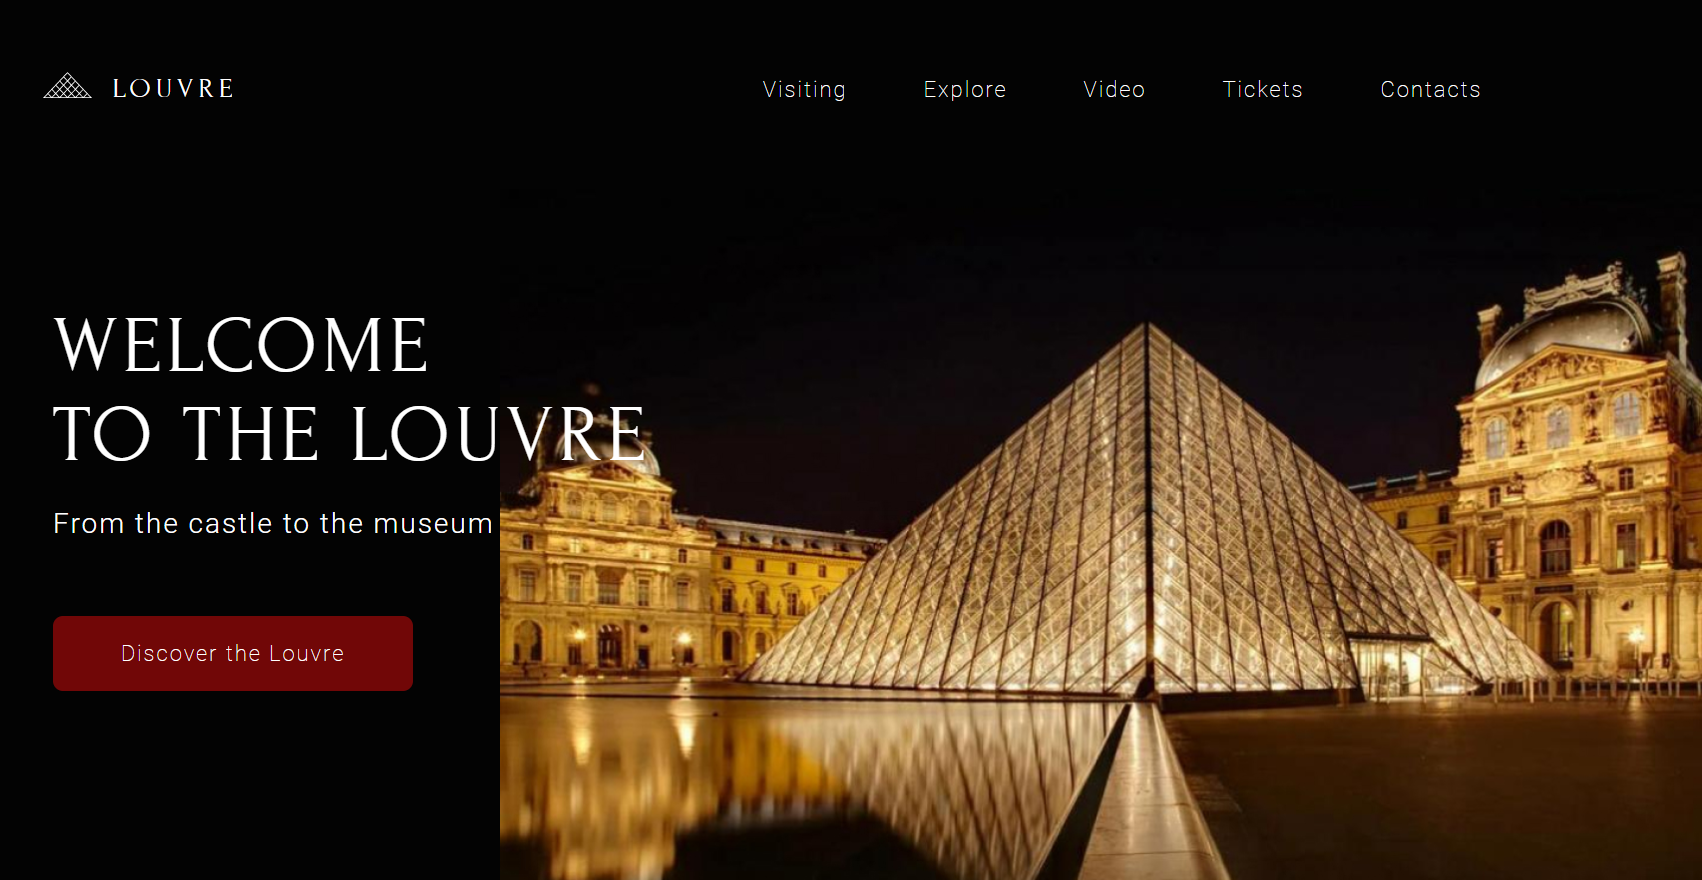 LOUVRE
Visiting Explore Video Tickets Contacts
WELCOME
TO THE LOUVRE
From the castle to the museum
Discover the Louvre